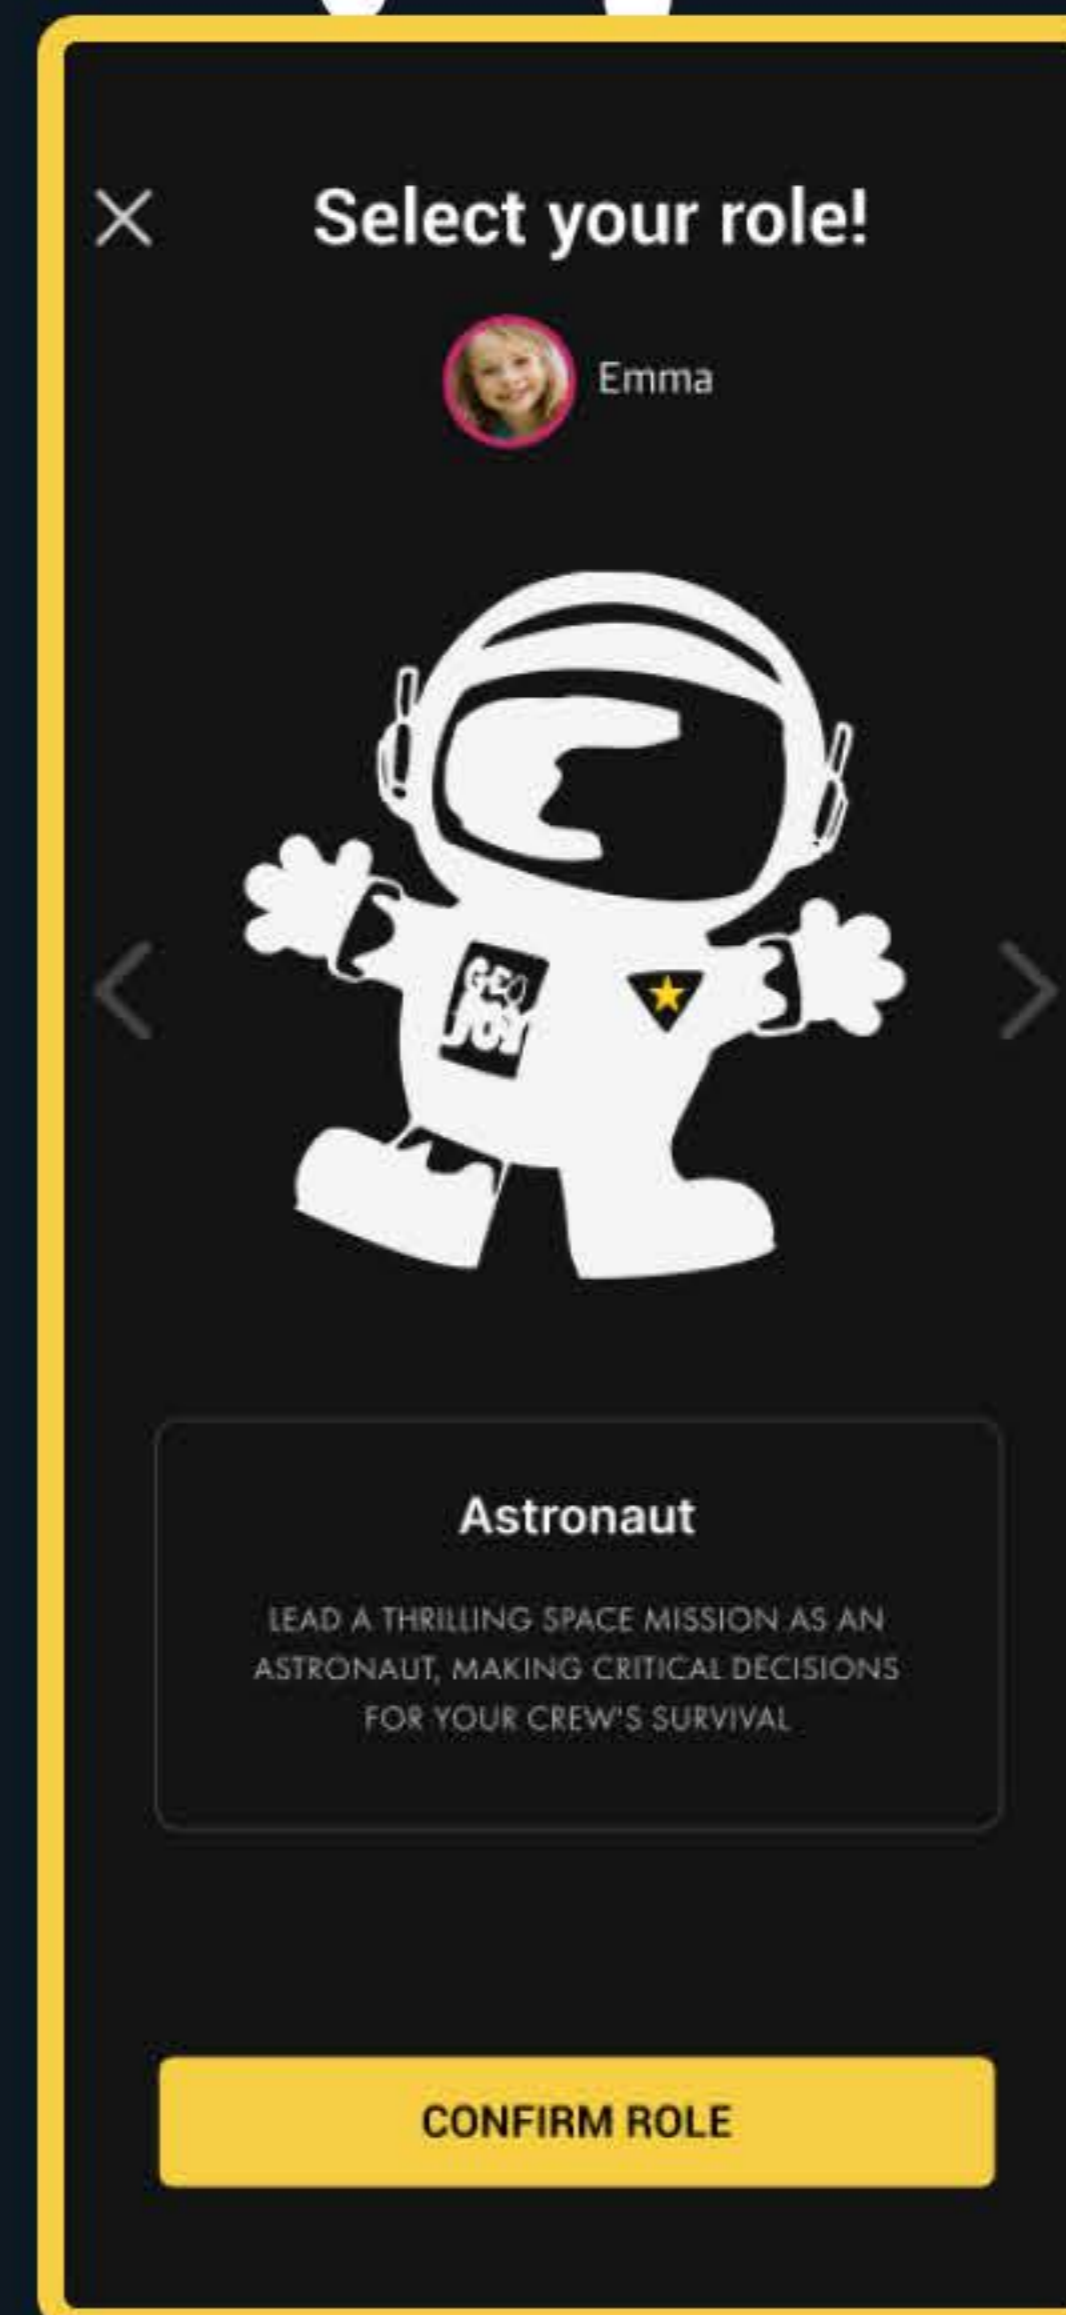 Select your role!
Emma
GEO
JOY
Astronaut
LEAD A THRILLING SPACE MISSION AS AN
ASTRONAUT, MAKING CRITICAL DECISIONS
FOR YOUR CREW'S SURVIVAL
CONFIRM ROLE